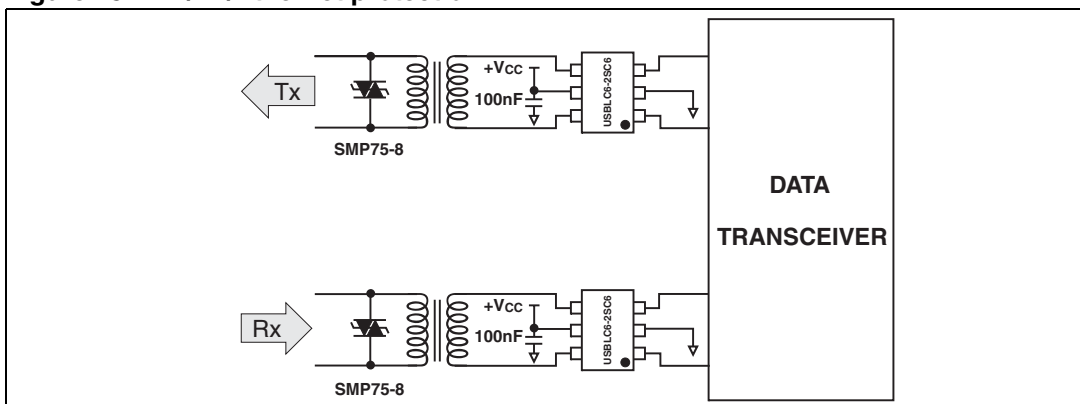 Tx
SMP75-8
+VCC
100nF
USBLC6-2SC6
DATA
TRANSCEIVER
Rx
SMP75-8
+VCC
100nF
USBLC6-2SC6